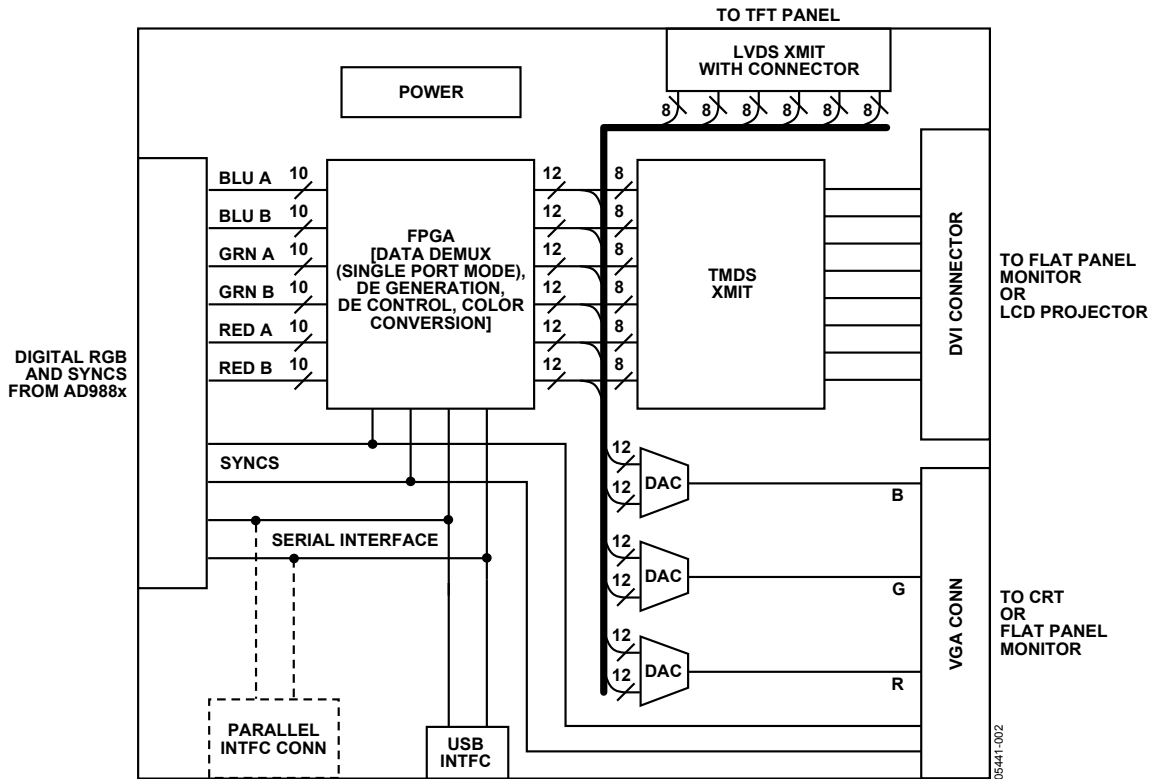 TO TFT PANEL
LVDS XMIT
WITH CONNECTOR
8 8 8 8 8 8
POWER
BLU A 10
BLU B 10
GRN A 10
GRN B 10
RED A 10
RED B 10
FPGA
[DATA DEMUX
(SINGLE PORT MODE),
DE GENERATION,
DE CONTROL, COLOR
CONVERSION]
12 8
12 8
12 8
12 8
12 8
12 8
TMDS
XMIT
DVI CONNECTOR
TO FLAT PANEL
MONITOR
OR
LCD PROJECTOR
DIGITAL RGB
AND SYNCS
FROM AD988x
SYNCS
SERIAL INTERFACE
12
12
DAC
B
12
12
DAC
G
12
12
DAC
R
VGA CONN
TO CRT
OR
FLAT PANEL
MONITOR
PARALLEL
INTFC CONN
USB
INTFC
05441-002